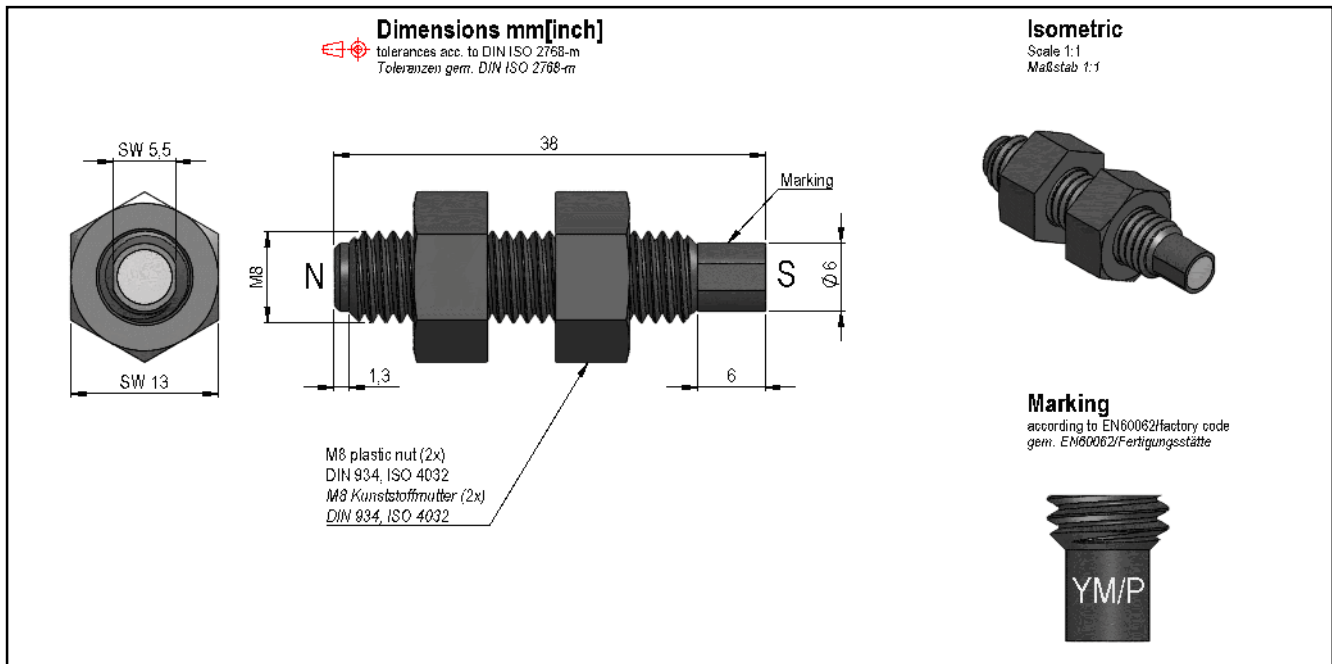 Dimensions mm[inch]
tolerances acc. to DIN ISO 2768-m
Toleranzen gem. DIN ISO 2768-m
Isometric
Scale 1:1
Maßstab 1:1
SW 5,5
38
Marking
M8
N
S
Ø 6
SW 13
1,3
6
M8 plastic nut (2x)
DIN 934, ISO 4032
M8 Kunststoffmutter (2x)
DIN 934, ISO 4032
Marking
according to EN60062/factory code
gem. EN60062/Fertigungsstätte
YM/P